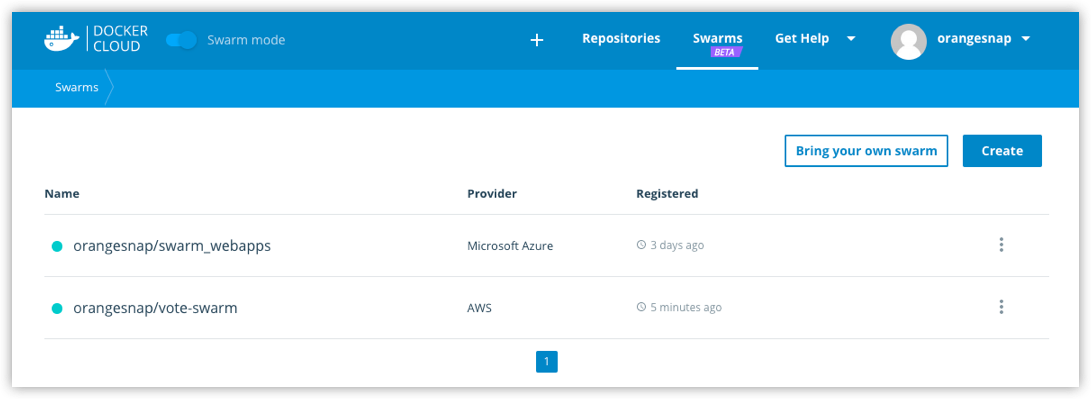 DOCKER
CLOUD
Swarm mode
+
Repositories
Swarms
BETA
Get Help
orangesnap
Swarms
Bring your own swarm
Create
Name Provider Registered
orangesnap/swarm_webapps Microsoft Azure 3 days ago
orangesnap/vote-swarm AWS 5 minutes ago
1